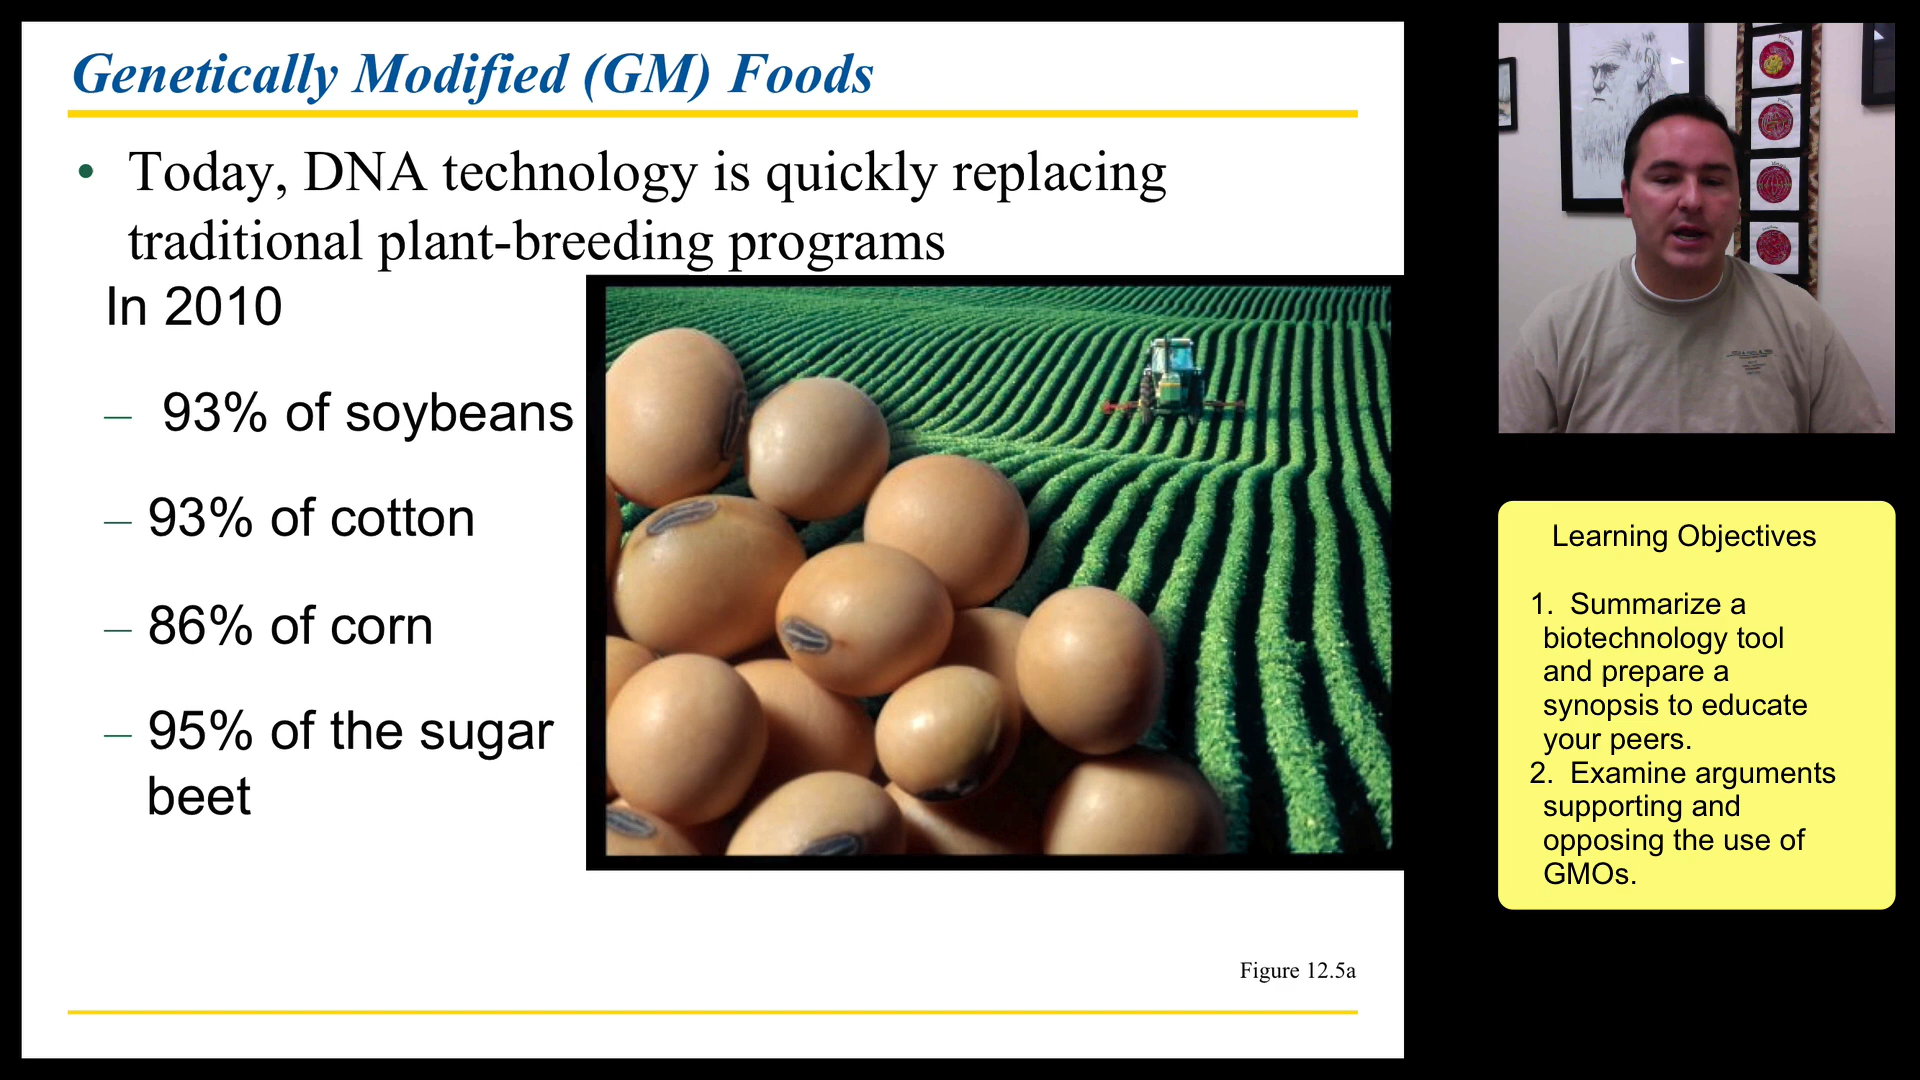 Genetically Modified (GM) Foods
• Today, DNA technology is quickly replacing
traditional plant-breeding programs
In 2010
– 93% of soybeans
– 93% of cotton
– 86% of corn
– 95% of the sugar
beet
Figure 12.5a
Learning Objectives
1. Summarize a
biotechnology tool
and prepare a
synopsis to educate
your peers.
2. Examine arguments
supporting and
opposing the use of
GMOs.